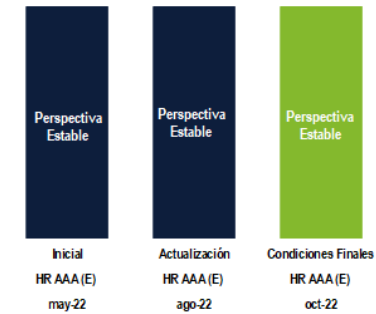 Perspectiva
Estable
Perspectiva
Estable
Perspectiva
Estable
Inicial
HR AAA (E)
may-22
Actualización
HR AAA (E)
ago-22
Condiciones Finales
HR AAA (E)
oct-22